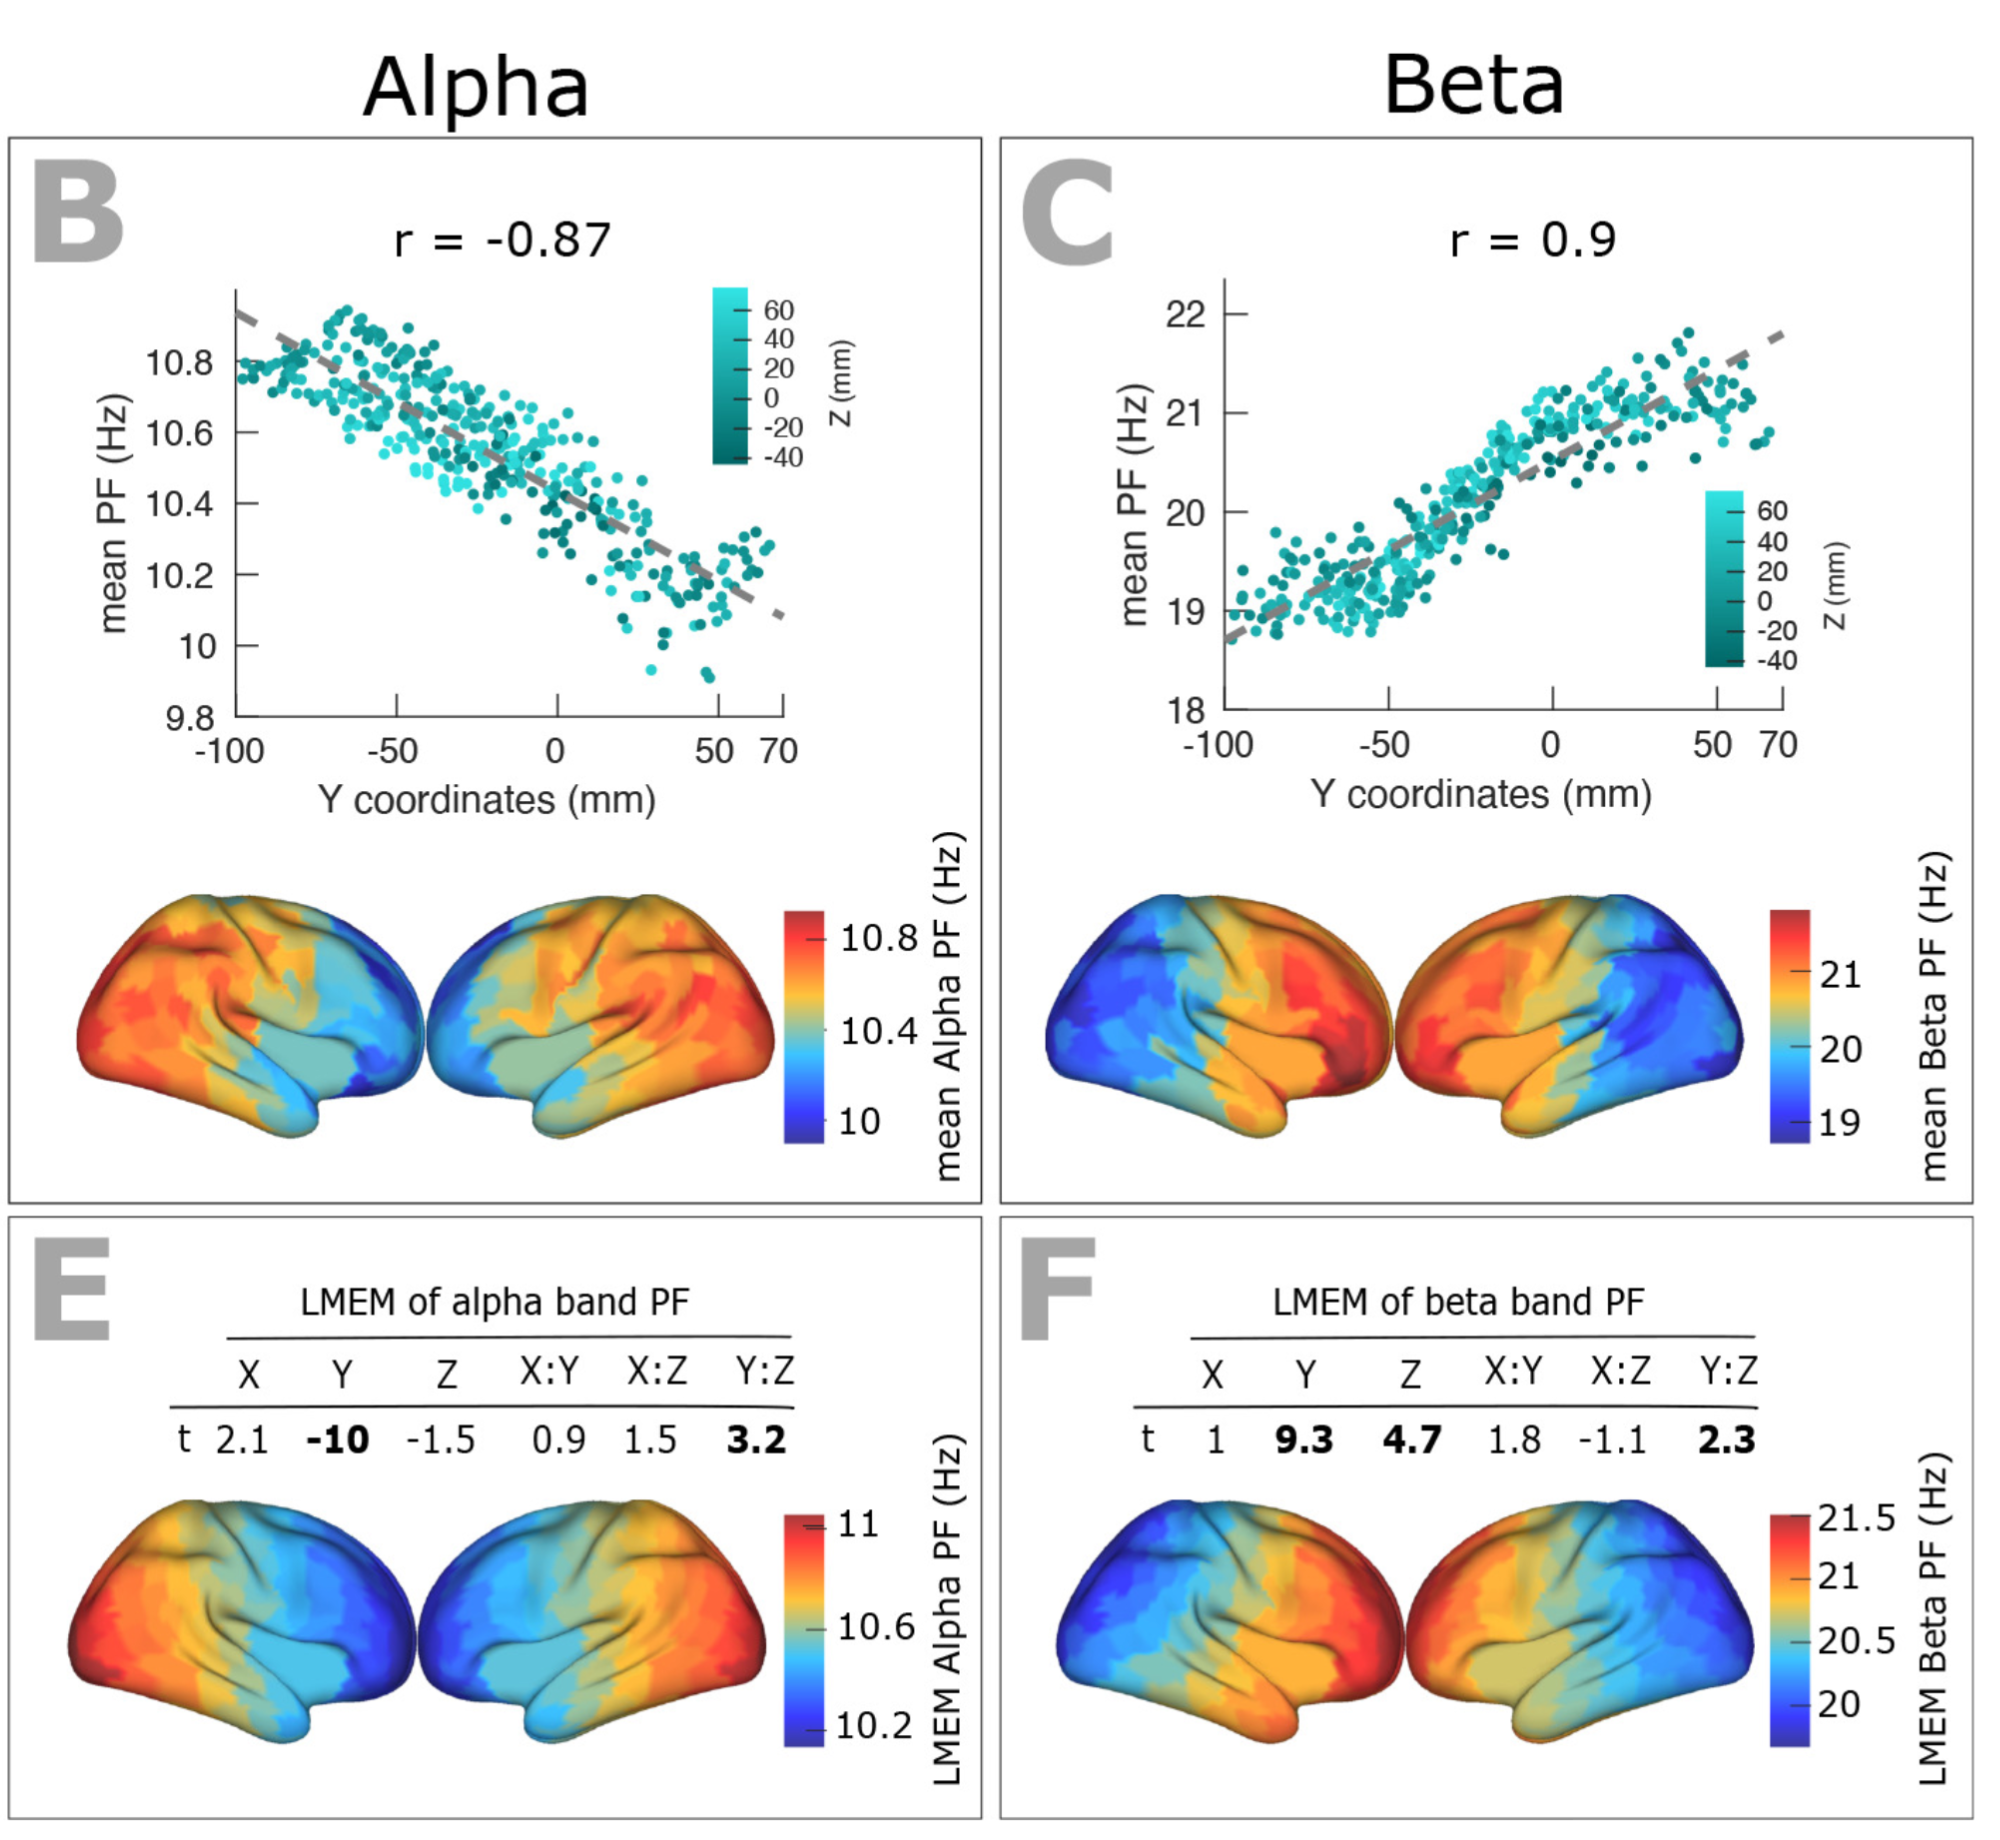 Alpha
Beta
B
r = -0.87
mean PF (Hz)
10.8
10.6
10.4
10.2
10
9.8
-100
-50
0
50
70
Y coordinates (mm)
60
40
20
0
-20
-40
Z (mm)
10.8
10.4
10
mean Alpha PF (Hz)
C
r = 0.9
mean PF (Hz)
22
21
20
19
18
-100
-50
0
50
70
Y coordinates (mm)
60
40
20
0
-20
-40
Z (mm)
21
20
19
mean Beta PF (Hz)
E
LMEM of alpha band PF
X Y Z X:Y X:Z Y:Z
t 2.1 -10 -1.5 0.9 1.5 3.2
11
10.6
10.2
LMEM Alpha PF (Hz)
F
LMEM of beta band PF
X Y Z X:Y X:Z Y:Z
t 1 9.3 4.7 1.8 -1.1 2.3
21.5
21
20.5
20
LMEM Beta PF (Hz)